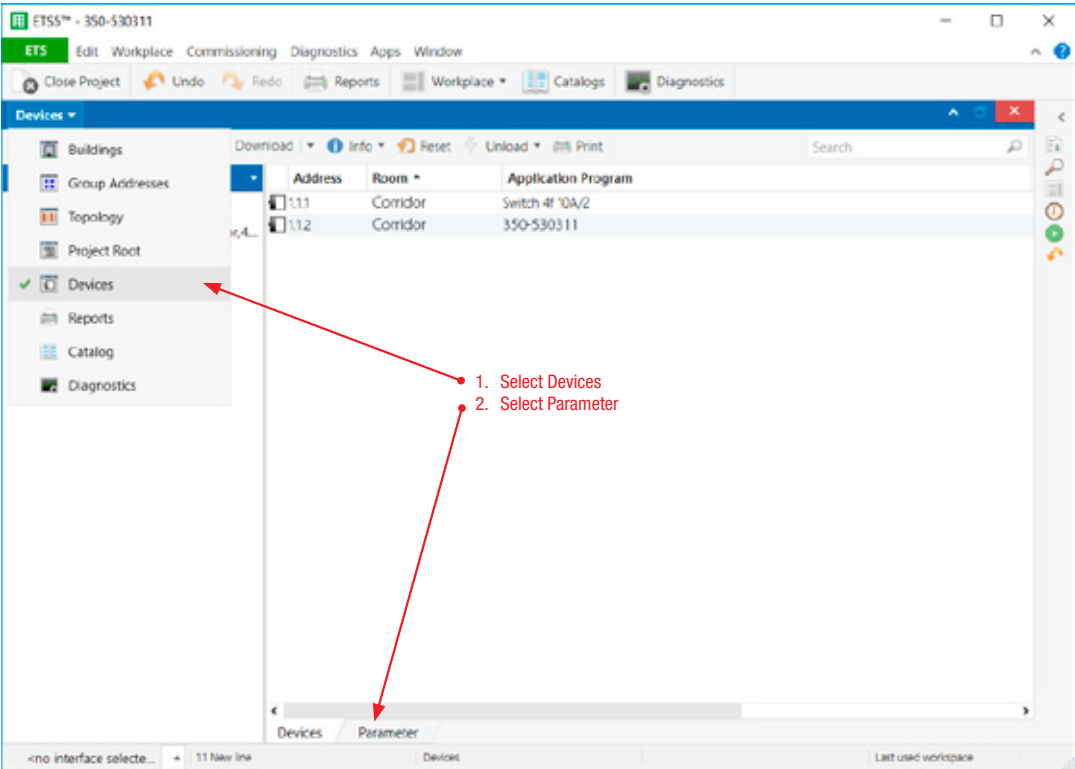 ETS5™ - 350-530311
ETS Edit Workplace Commissioning Diagnostics Apps Window
Close Project Undo Redo Reports Workplace Catalogs Diagnostics
Devices
Download Info Reset Unload Print Search
Buildings
Group Addresses
Topology
Project Root
Devices
Reports
Catalog
Diagnostics
Address Room Application Program
1.1.1 Corridor Switch 4f 10A/2
1.1.2 Corridor 350-530311
1. Select Devices
2. Select Parameter
Devices Parameter
<no interface selecte... 1.1 New line Devices Last used workspace